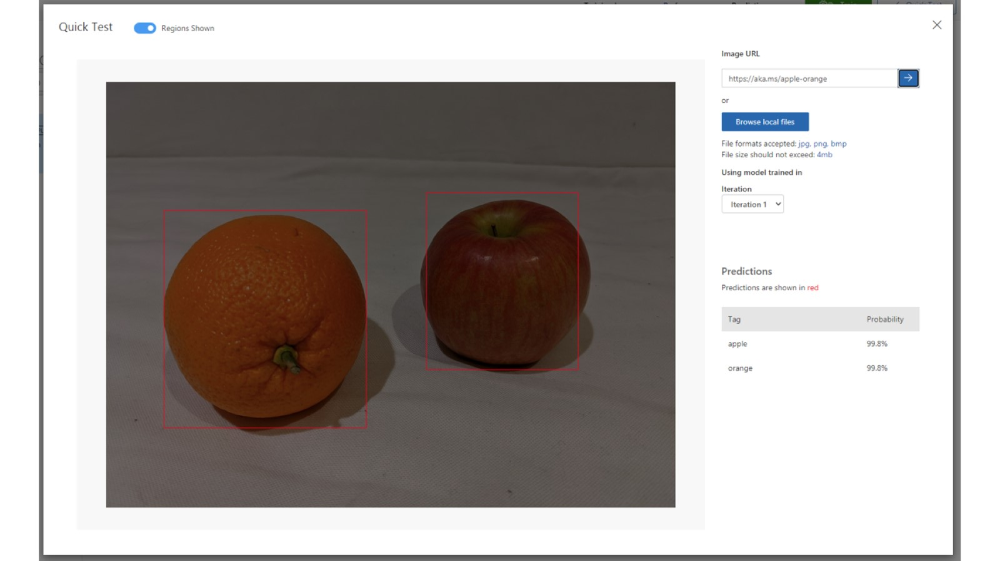 Quick Test
Regions Shown
Image URL
https://aka.ms/apple-orange
or
Browse local files
File formats accepted: jpg, png, bmp
File size should not exceed: 4mb
Using model trained in
Iteration
Iteration 1
Predictions
Predictions are shown in red
Tag Probability
apple 99.8%
orange 99.8%